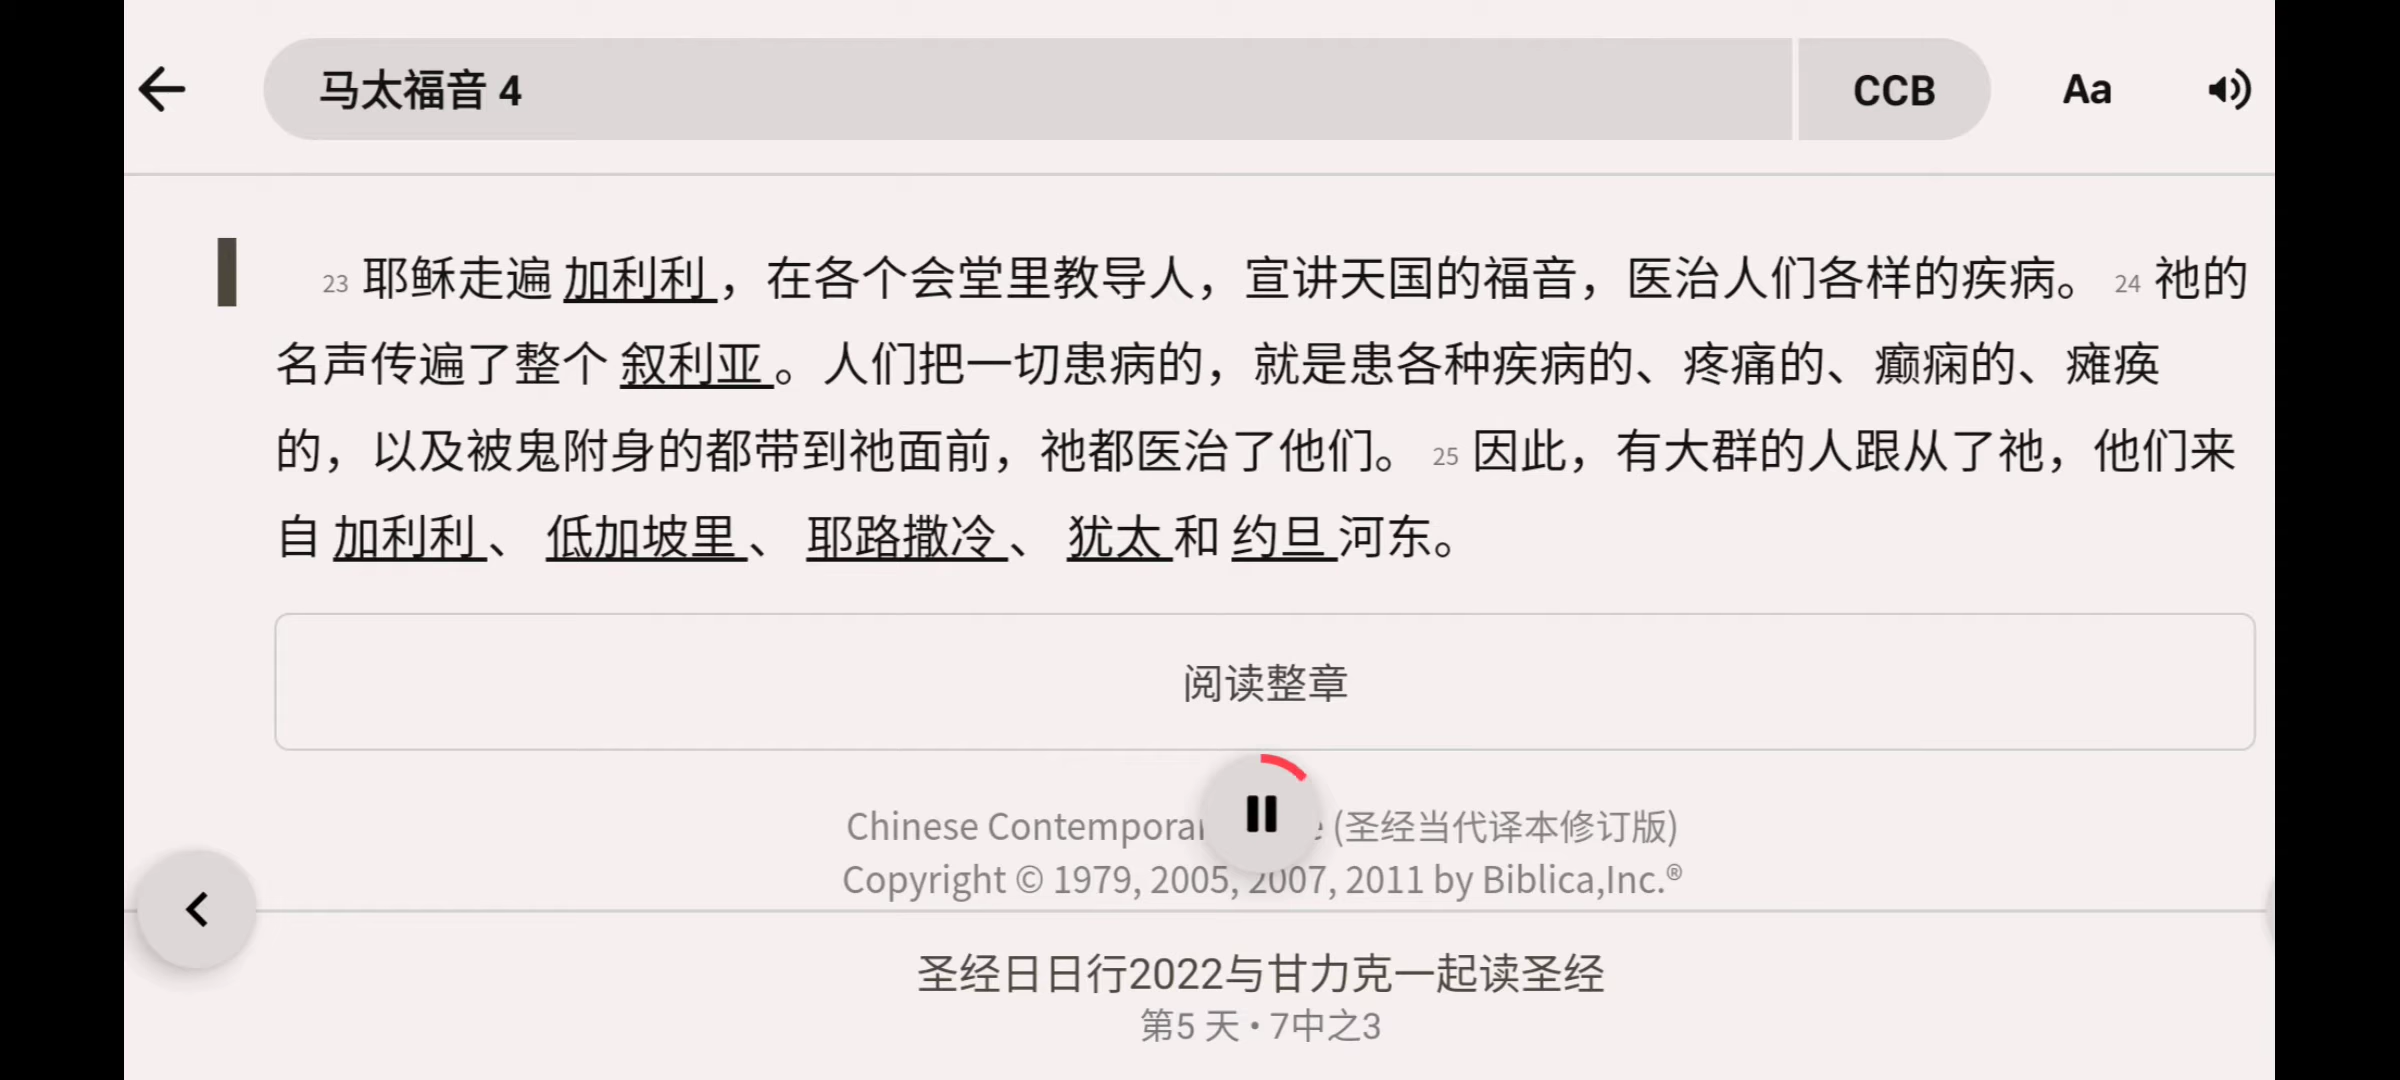 马太福音 4 CCB Aa
23 耶稣走遍 加利利 ，在各个会堂里教导人，宣讲天国的福音，医治人们各样的疾病。 24 祂的
名声传遍了整个 叙利亚 。人们把一切患病的，就是患各种疾病的、疼痛的、癫痫的、瘫痪
的，以及被鬼附身的都带到祂面前，祂都医治了他们。 25 因此，有大群的人跟从了祂，他们来
自 加利利 、 低加坡里 、 耶路撒冷 、 犹太 和 约旦 河东。
阅读整章
Chinese (圣经当代译本修订版)
Copyright © 1979, 2005, 2007, 2011 by Biblica,Inc.®
圣经日日行2022与甘力克一起读圣经
第5 天 • 7中之3